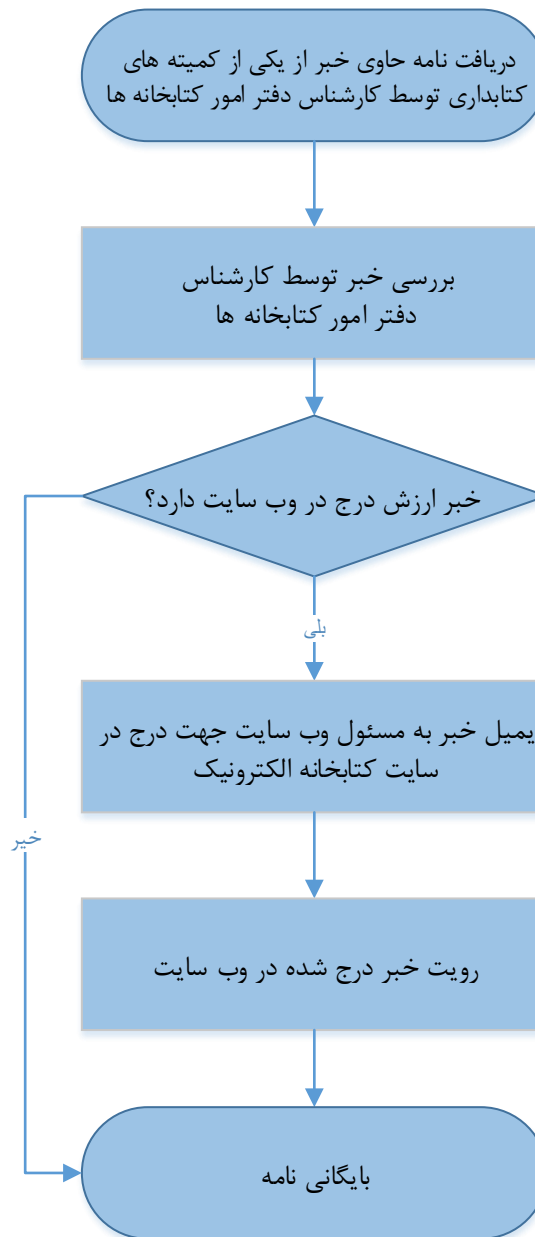 دریافت نامه حاوی خبر از یکی از کمیته های
کتابداری توسط کارشناس دفتر امور کتابخانه ها
بررسی خبر توسط کارشناس
دفتر امور کتابخانه ها
خبر ارزش درج در وب سایت دارد؟
بلی
یمیل خبر به مسئول وب سایت جهت درج در
سایت کتابخانه الکترونیک
خیر
رویت خبر درج شده در وب سایت
بایگانی نامه